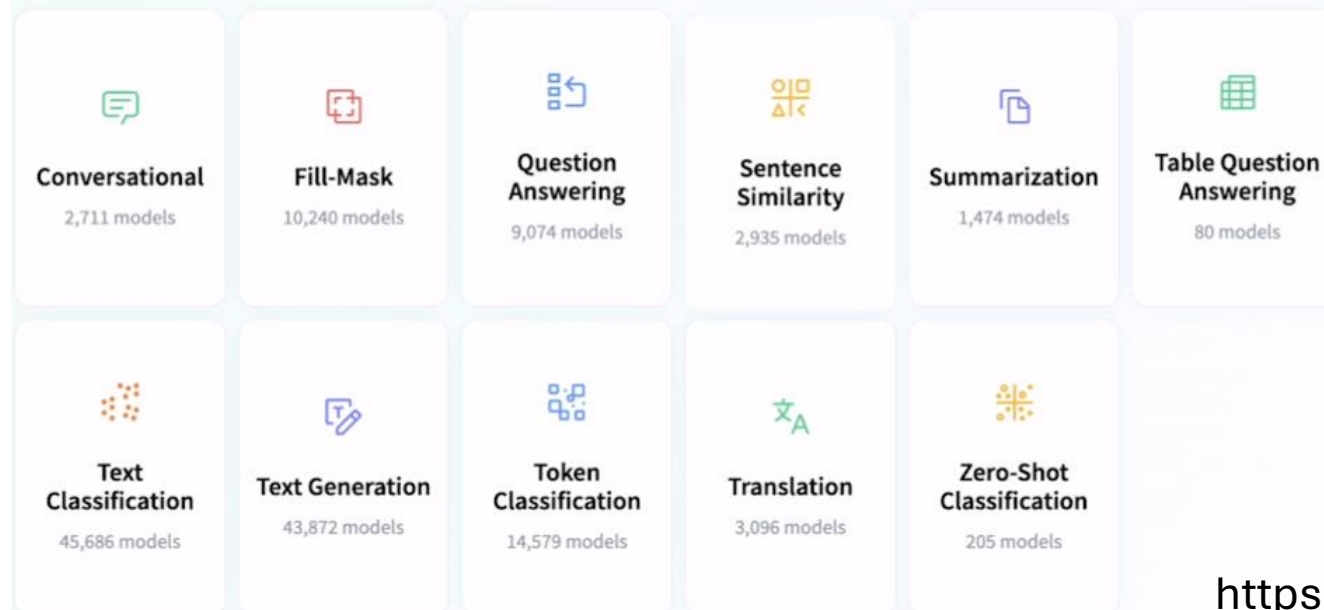 Conversational
2,711 models
Fill-Mask
10,240 models
Question
Answering
9,074 models
Sentence
Similarity
2,935 models
Summarization
1,474 models
Table Question
Answering
80 models
Text
Classification
45,686 models
Text Generation
43,872 models
Token
Classification
14,579 models
Translation
3,096 models
Zero-Shot
Classification
205 models
https